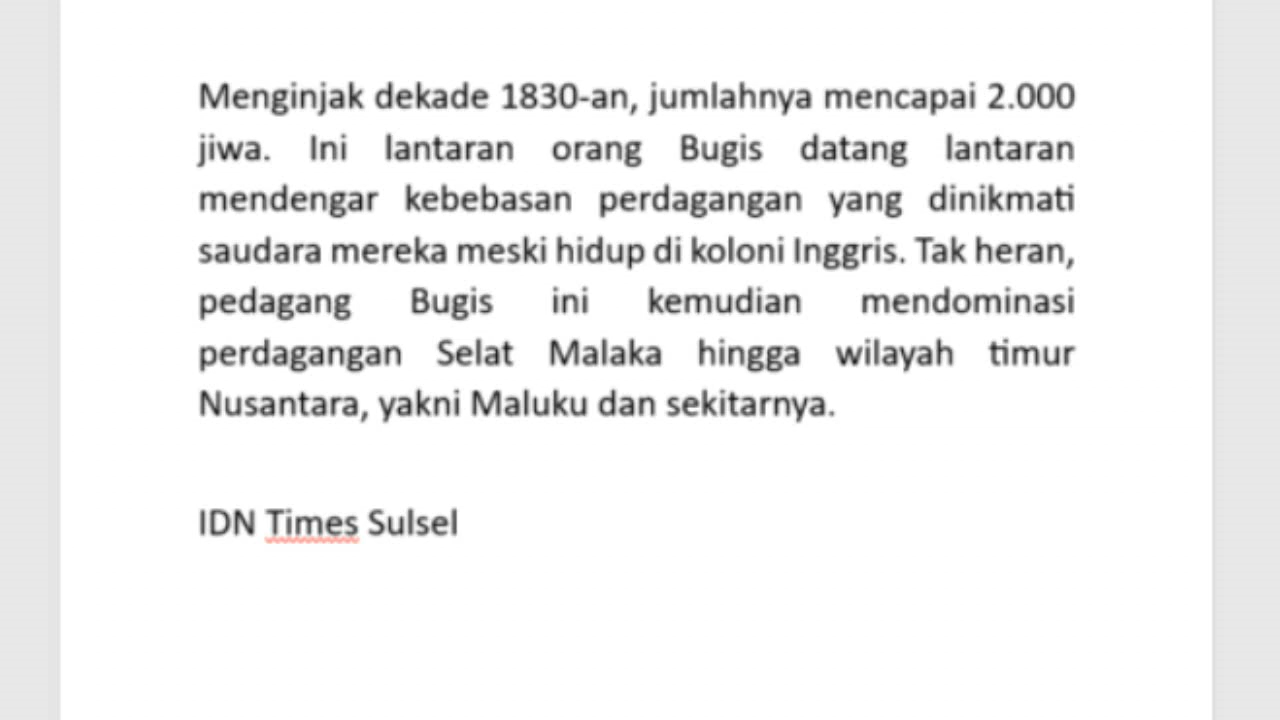 Menginjak dekade 1830-an, jumlahnya mencapai 2.000
jiwa. Ini lantaran orang Bugis datang lantaran
mendengar kebebasan perdagangan yang dinikmati
saudara mereka meski hidup di koloni Inggris. Tak heran,
pedagang Bugis ini kemudian mendominasi
perdagangan Selat Malaka hingga wilayah timur
Nusantara, yakni Maluku dan sekitarnya.
IDN Times Sulsel